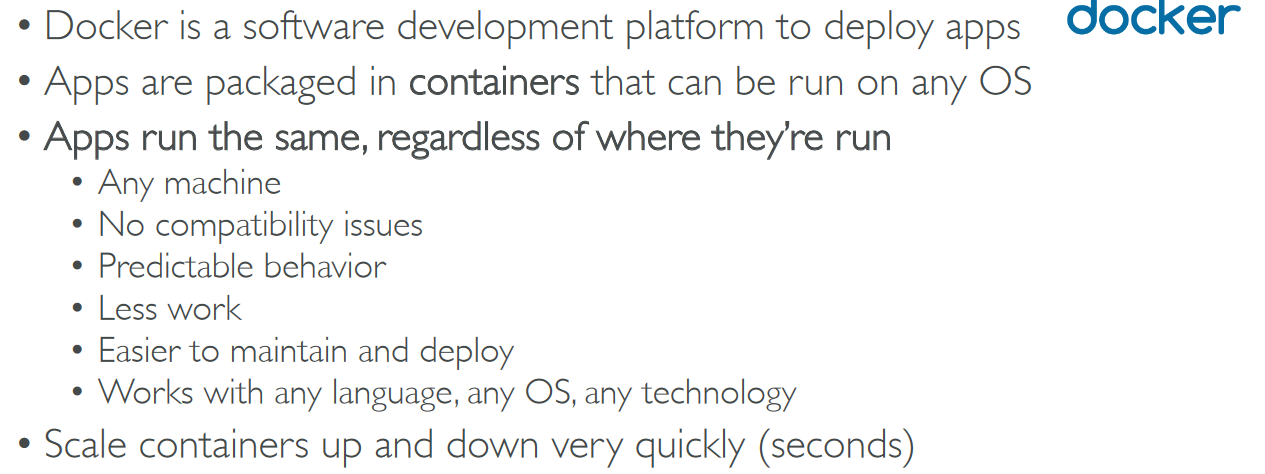 • Docker is a software development platform to deploy apps
docker
• Apps are packaged in containers that can be run on any OS
• Apps run the same, regardless of where they're run
• Any machine
• No compatibility issues
• Predictable behavior
• Less work
• Easier to maintain and deploy
• Works with any language, any OS, any technology
• Scale containers up and down very quickly (seconds)